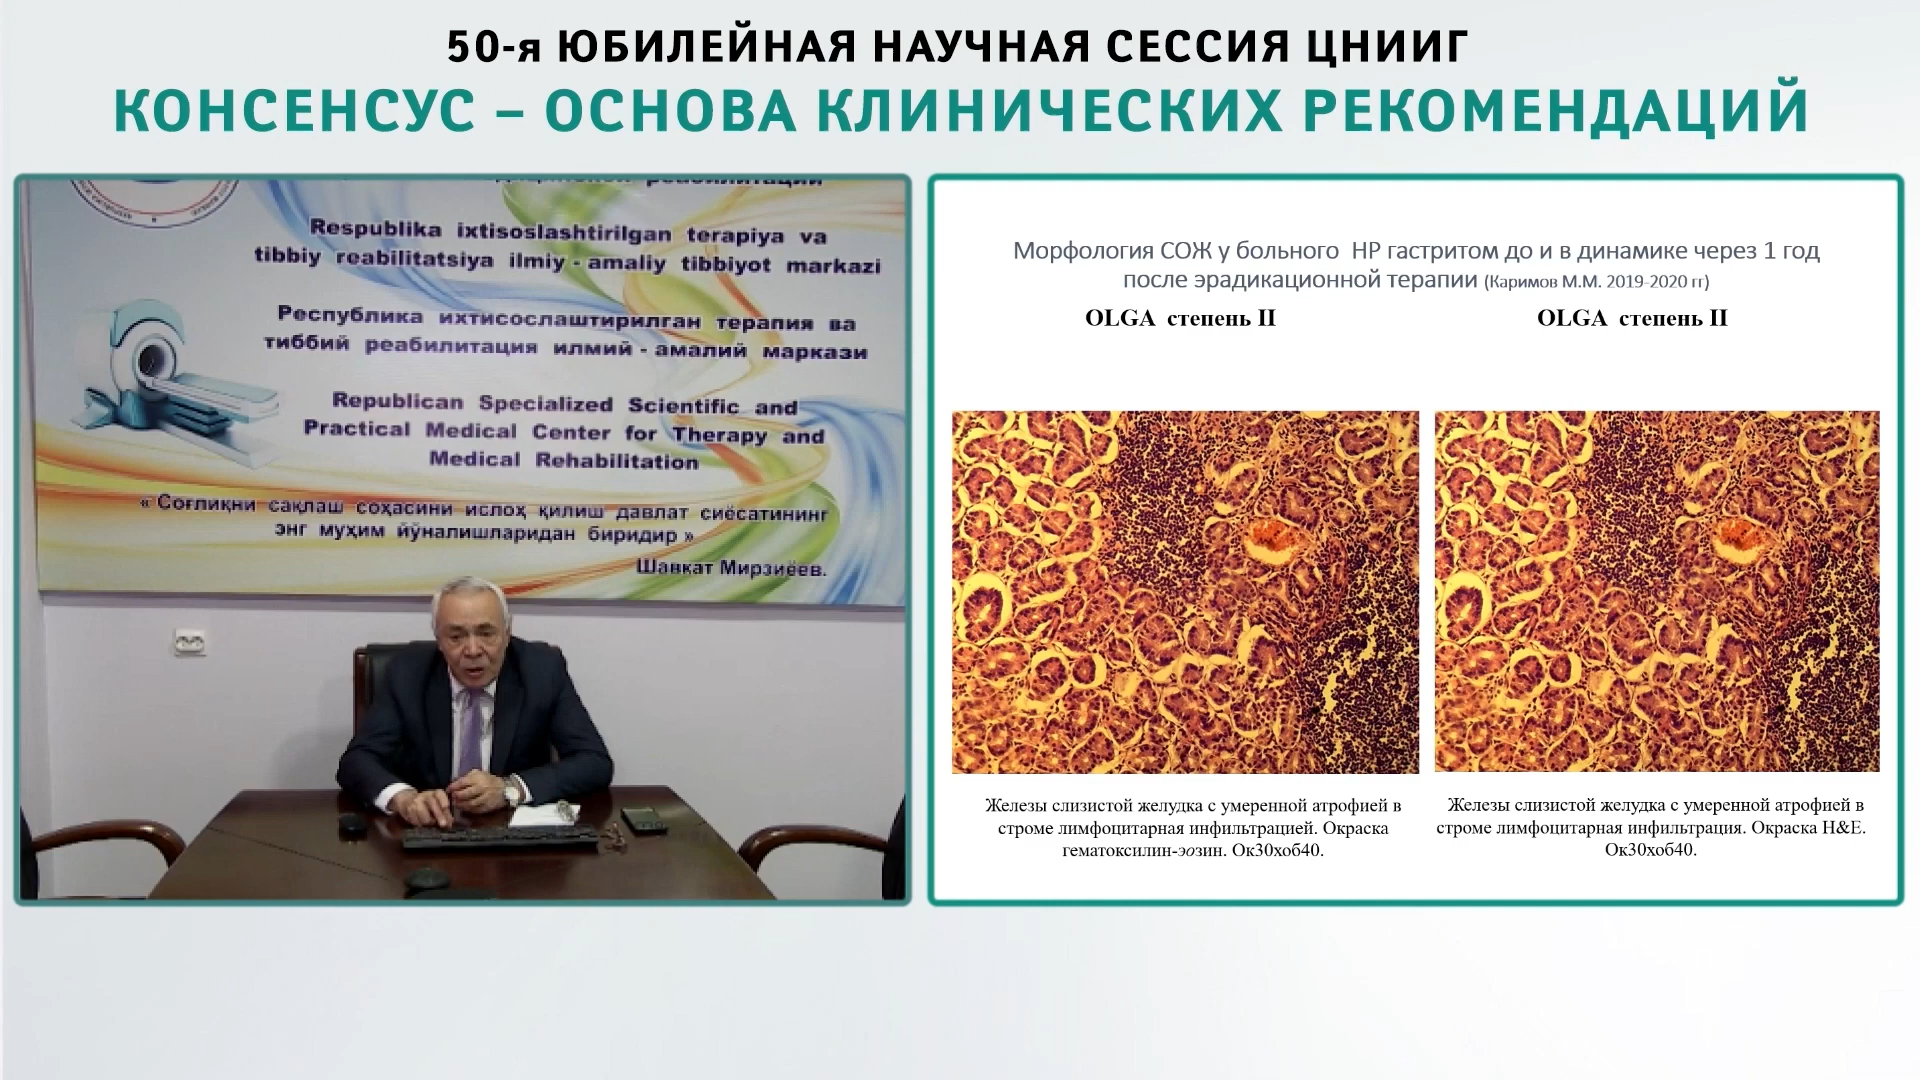 50-я ЮБИЛЕЙНАЯ НАУЧНАЯ СЕССИЯ ЦНИИГ
КОНСЕНСУС – ОСНОВА КЛИНИЧЕСКИХ РЕКОМЕНДАЦИЙ
реабилитации
Respublika ixtisoslashtirilgan terapiya va
tibbiy reabilitatsiya ilmiy - amaliy tibbiyot markazi
Республика ихтисослаштирилган терапия ва
тиббий реабилитация илмий - амалий маркази
Republican Specialized Scientific and
Practical Medical Center for Therapy and
Medical Rehabilitation
« Соғлиқни сақлаш соҳасини ислоҳ қилиш давлат сиёсатининг
энг муҳим йўналишларидан биридир »
Шавкат Мирзиёев.
Морфология СОЖ у больного НР гастритом до и в динамике через 1 год
после эрадикационной терапии (Каримов М.М. 2019-2020 гг)
OLGA степень II
OLGA степень II
Железы слизистой желудка с умеренной атрофией в
строме лимфоцитарная инфильтрацией. Окраска
гематоксилин-эозин. Ок30хоб40.
Железы слизистой желудка с умеренной атрофией в
строме лимфоцитарная инфильтрация. Окраска Н&Е.
Ок30хоб40.